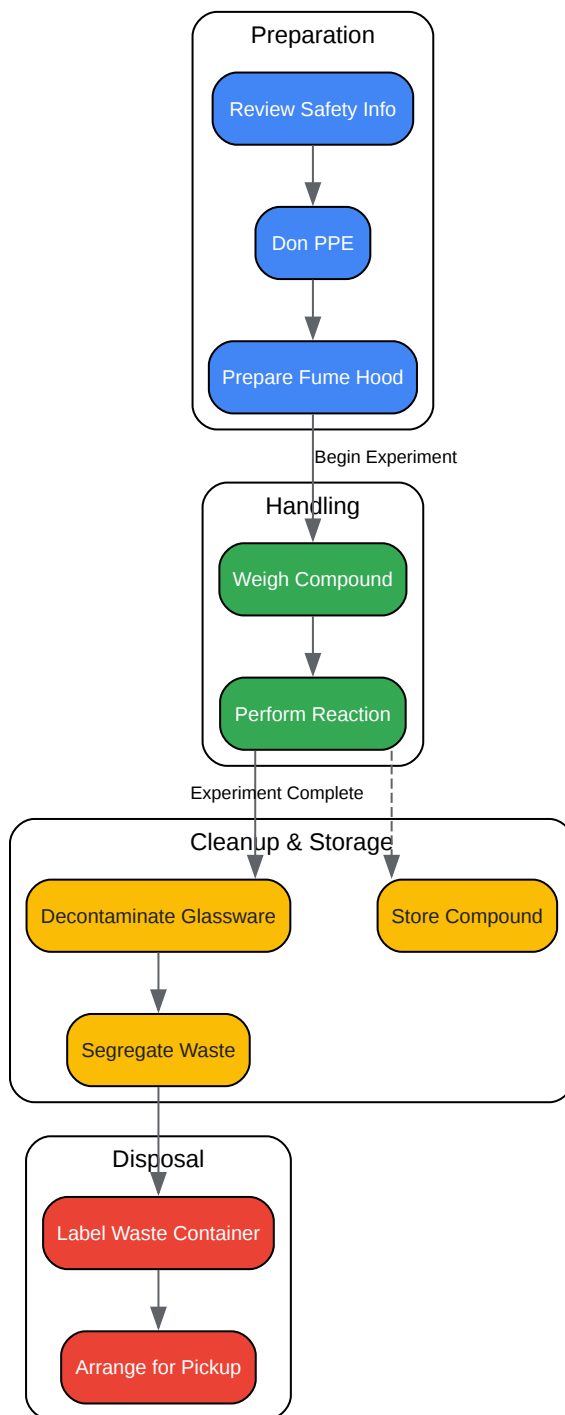 Preparation
Review Safety Info
Don PPE
Prepare Fume Hood
Begin Experiment
Handling
Weigh Compound
Perform Reaction
Experiment Complete
Cleanup & Storage
Decontaminate Glassware
Store Compound
Segregate Waste
Disposal
Label Waste Container
Arrange for Pickup